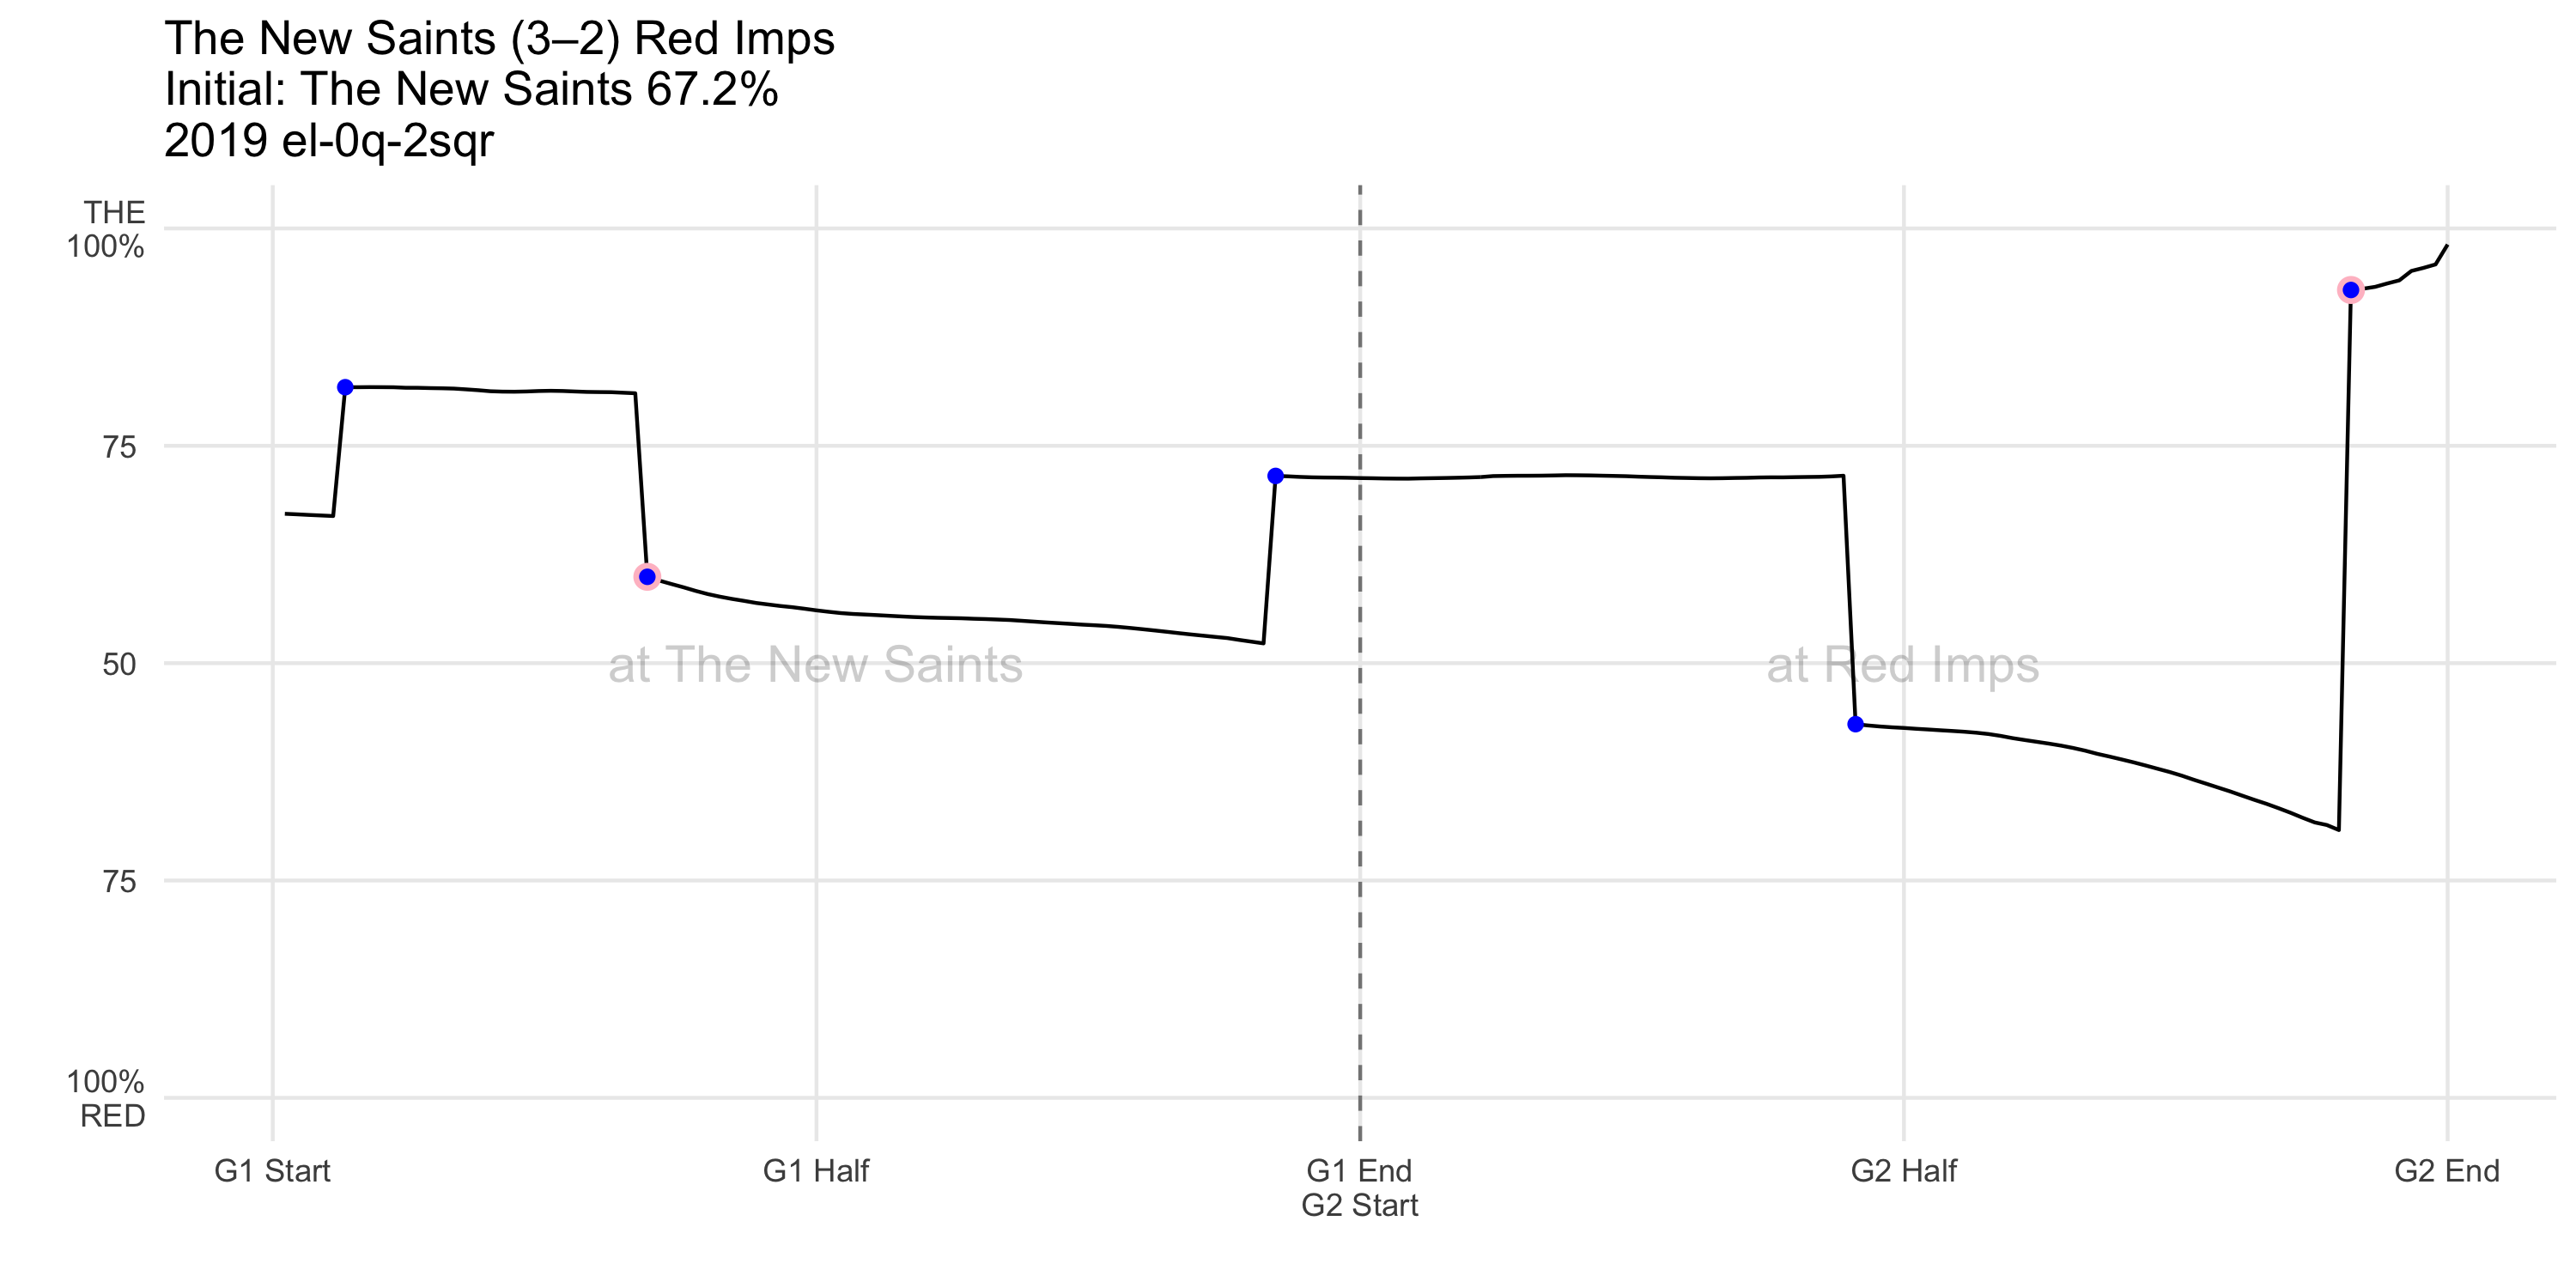 The New Saints (3–2) Red Imps
Initial: The New Saints 67.2%
2019 el-0q-2sqr
THE
100%
75
50
75
100%
RED
at The New Saints
at Red Imps
G1 Start
G1 Half
G1 End
G2 Start
G2 Half
G2 End